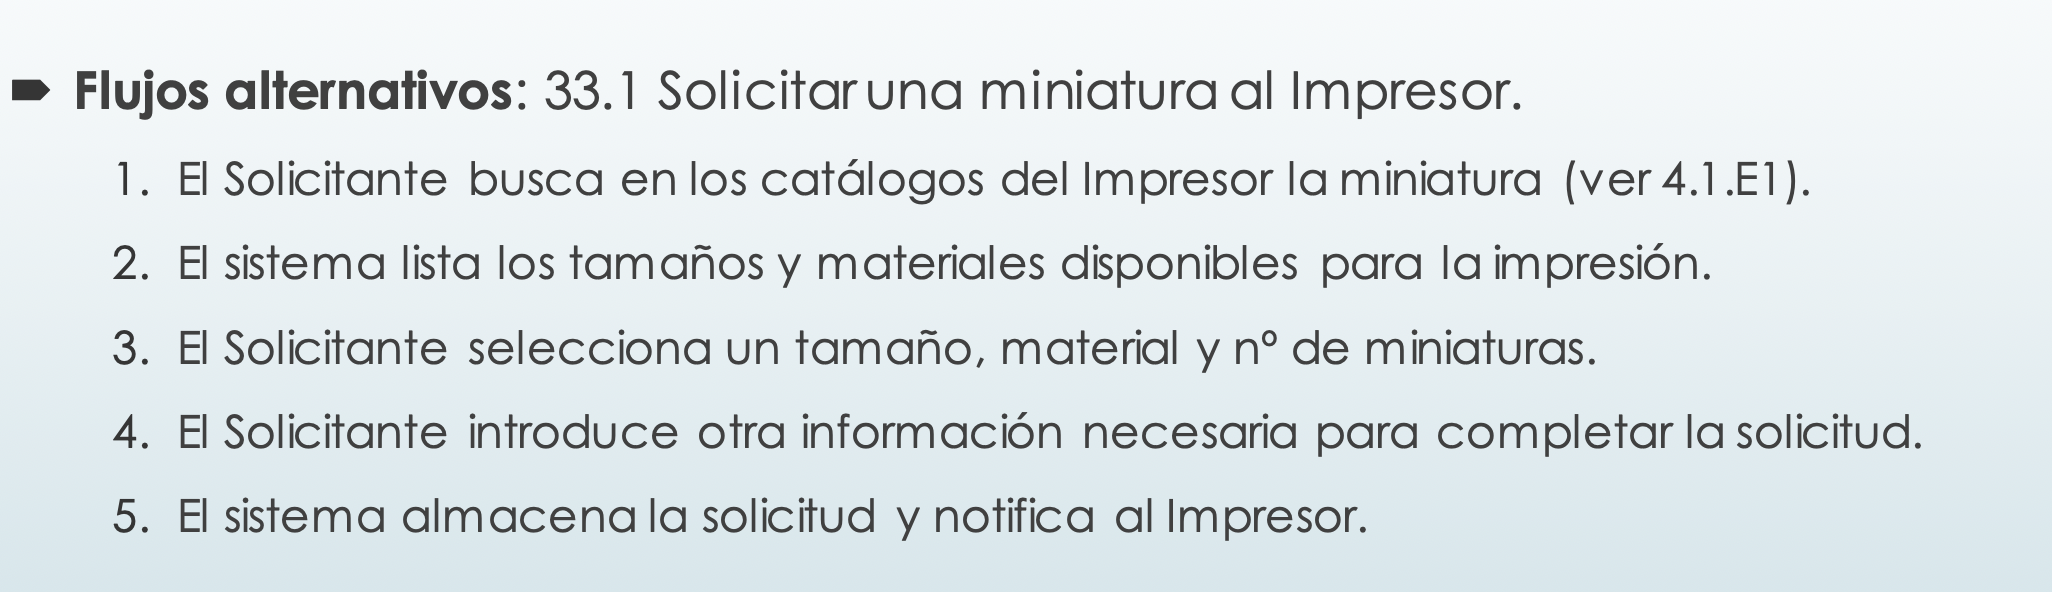 Flujos alternativos: 33.1 Solicitar una miniatura al Impresor.
1. El Solicitante busca en los catálogos del Impresor la miniatura (ver 4.1.E1).
2. El sistema lista los tamaños y materiales disponibles para la impresión.
3. El Solicitante selecciona un tamaño, material y nº de miniaturas.
4. El Solicitante introduce otra información necesaria para completar la solicitud.
5. El sistema almacena la solicitud y notifica al Impresor.